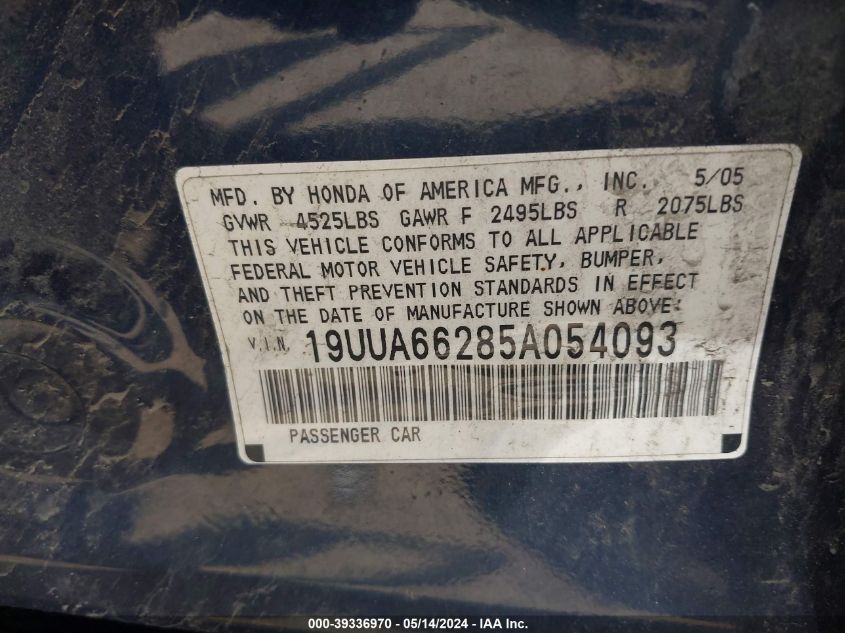 MFD. BY HONDA OF AMERICA MFG., INC. 5/05
GVWR 4525LBS GAWR F 2495LBS R 2075LBS
THIS VEHICLE CONFORMS TO ALL APPLICABLE
FEDERAL MOTOR VEHICLE SAFETY, BUMPER,
AND THEFT PREVENTION STANDARDS IN EFFECT
ON THE DATE OF MANUFACTURE SHOWN ABOVE.
V.I.N. 19UUA66285A054093
PASSENGER CAR
000-39336970 - 05/14/2024 - IAA Inc.